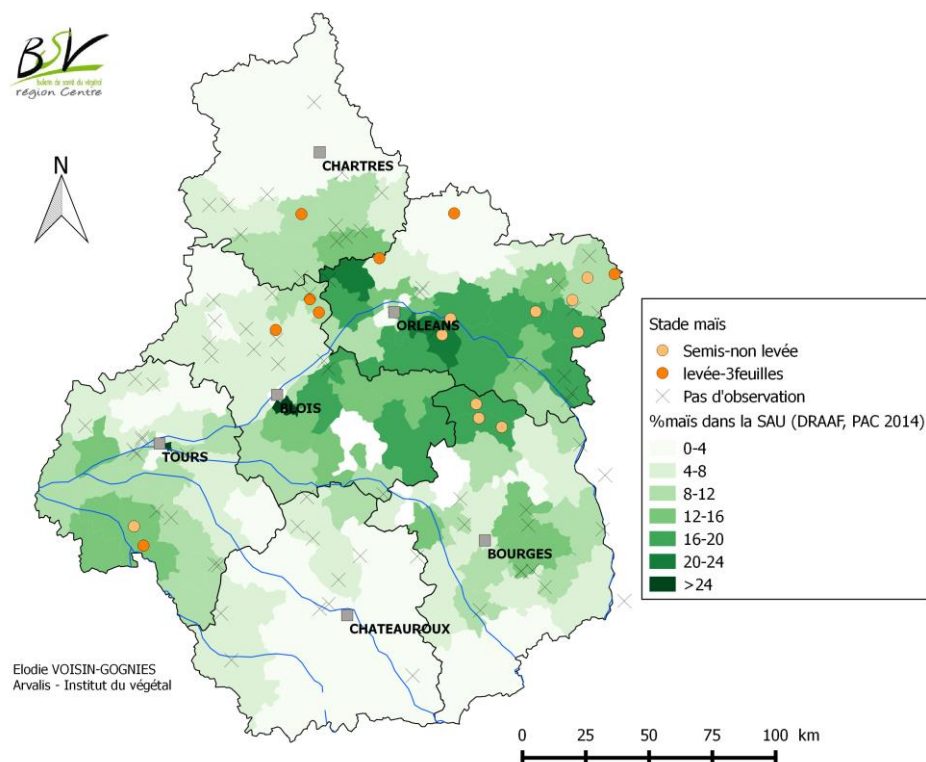 BSV
bulletin de santé du végétal
région Centre
N
CHARTRES
ORLEANS
BLOIS
TOURS
BOURGES
CHATEAUROUX
Stade maïs
Semis-non levée
levée-3feuilles
Pas d'observation
%maïs dans la SAU (DRAAF, PAC 2014)
0-4
4-8
8-12
12-16
16-20
20-24
>24
Elodie VOISIN-GOGNIES
Arvalis - Institut du végétal
0 25 50 75 100 km